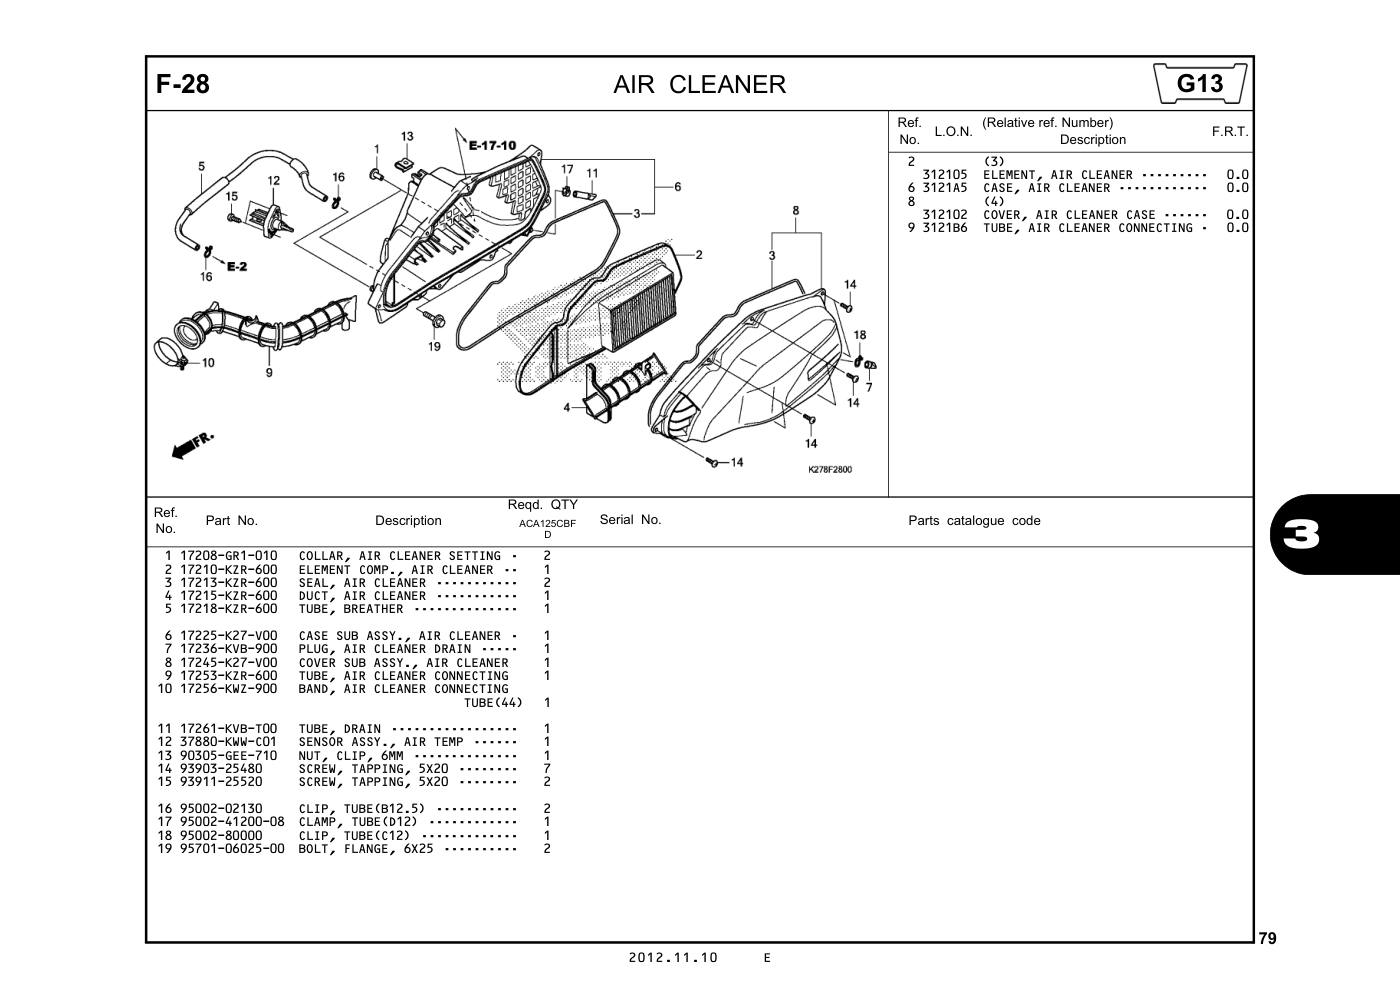 F-28 AIR CLEANER G13
13
1
E-17-10
5
16
12
15
17
11
6
3
8
2
3
14
E-2
16
19
18
10
9
7
14
4
14
FR.
14
K278F2800
Ref. No. L.O.N. (Relative ref. Number) Description F.R.T.
2 (3)
312105 ELEMENT, AIR CLEANER --------- 0.0
6 3121A5 CASE, AIR CLEANER ------------ 0.0
8 (4)
312102 COVER, AIR CLEANER CASE ------ 0.0
9 3121B6 TUBE, AIR CLEANER CONNECTING - 0.0
Ref. No. Part No. Description Reqd. QTY ACA125CBF D Serial No. Parts catalogue code
1 17208-GR1-010 COLLAR, AIR CLEANER SETTING - 2
2 17210-KZR-600 ELEMENT COMP., AIR CLEANER -- 1
3 17213-KZR-600 SEAL, AIR CLEANER ----------- 2
4 17215-KZR-600 DUCT, AIR CLEANER ----------- 1
5 17218-KZR-600 TUBE, BREATHER -------------- 1
6 17225-K27-V00 CASE SUB ASSY., AIR CLEANER - 1
7 17236-KVB-900 PLUG, AIR CLEANER DRAIN ----- 1
8 17245-K27-V00 COVER SUB ASSY., AIR CLEANER 1
9 17253-KZR-600 TUBE, AIR CLEANER CONNECTING 1
10 17256-KWZ-900 BAND, AIR CLEANER CONNECTING
TUBE(44) 1
11 17261-KVB-T00 TUBE, DRAIN ----------------- 1
12 37880-KWW-C01 SENSOR ASSY., AIR TEMP ------ 1
13 90305-GEE-710 NUT, CLIP, 6MM -------------- 1
14 93903-25480 SCREW, TAPPING, 5X20 -------- 7
15 93911-25520 SCREW, TAPPING, 5X20 -------- 2
16 95002-02130 CLIP, TUBE(B12.5) ----------- 2
17 95002-41200-08 CLAMP, TUBE(D12) ------------ 1
18 95002-80000 CLIP, TUBE(C12) ------------- 1
19 95701-06025-00 BOLT, FLANGE, 6X25 ---------- 2
3
79
2012.11.10 E